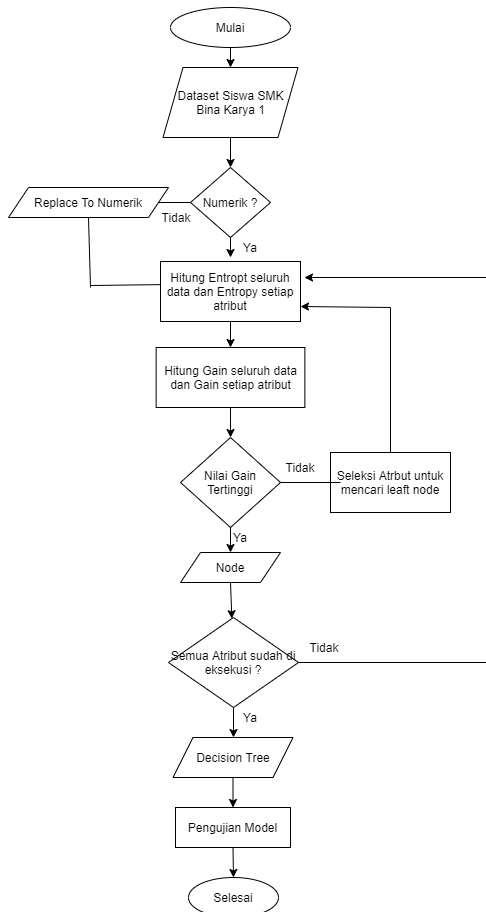 Mulai
Dataset Siswa SMK
Bina Karya 1
Replace To Numerik
Numerik ?
Tidak
Ya
Hitung Entropt seluruh
data dan Entropy setiap
atribut
Hitung Gain seluruh data
dan Gain setiap atribut
Nilai Gain
Tertinggi
Tidak
Seleksi Atrbut untuk
mencari leaft node
Ya
Node
Semua Atribut sudah di
eksekusi ?
Tidak
Ya
Decision Tree
Pengujian Model
Selesai